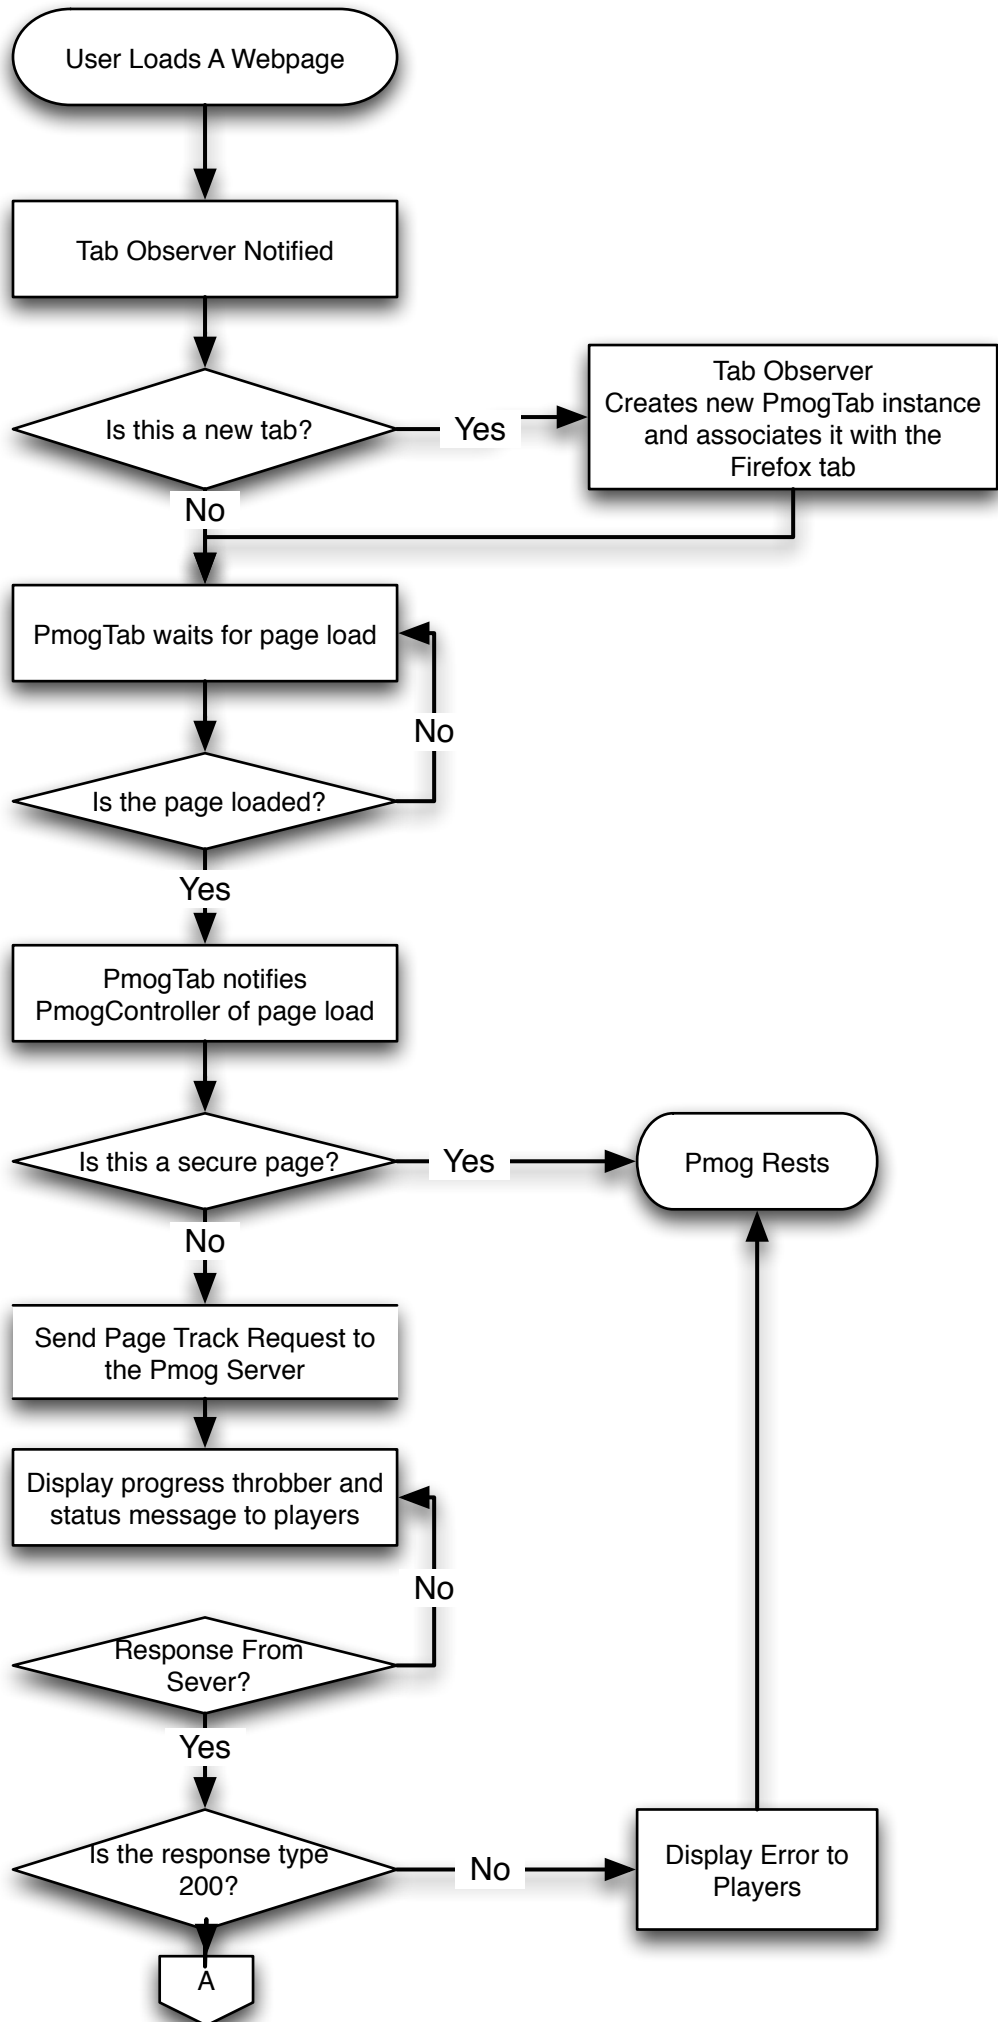 User Loads A Webpage
Tab Observer Notified
Is this a new tab?
Yes
Tab Observer
Creates new PmogTab instance
and associates it with the
Firefox tab
No
PmogTab waits for page load
No
Is the page loaded?
Yes
PmogTab notifies
PmogController of page load
Is this a secure page?
Yes
Pmog Rests
No
Send Page Track Request to
the Pmog Server
Display progress throbber and
status message to players
No
Response From
Sever?
Yes
Is the response type
200?
No
Display Error to
Players
A